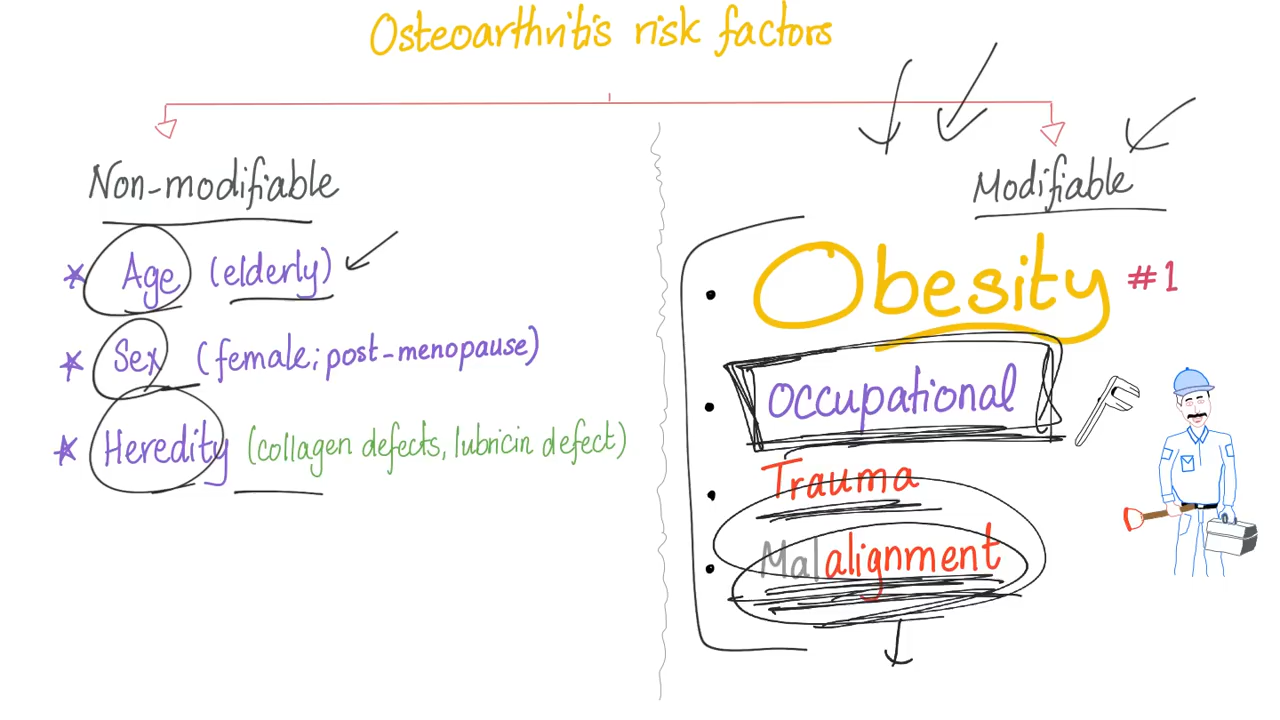 Osteoarthritis risk factors
Non-modifiable
* Age (elderly)
* Sex (female; post-menopause)
* Heredity (collagen defects, lubricin defect)
Modifiable
• Obesity #1
• Occupational
• Trauma
• Malalignment